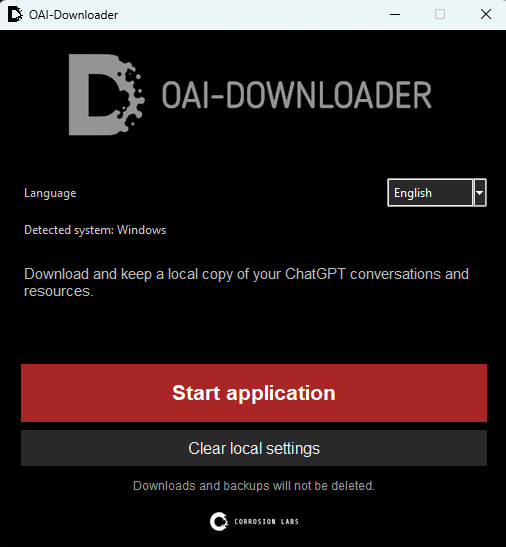 OAI-Downloader
OAI-DOWNLOADER
Language
English
Detected system: Windows
Download and keep a local copy of your ChatGPT conversations and
resources.
Start application
Clear local settings
Downloads and backups will not be deleted.
CORROSION LABS